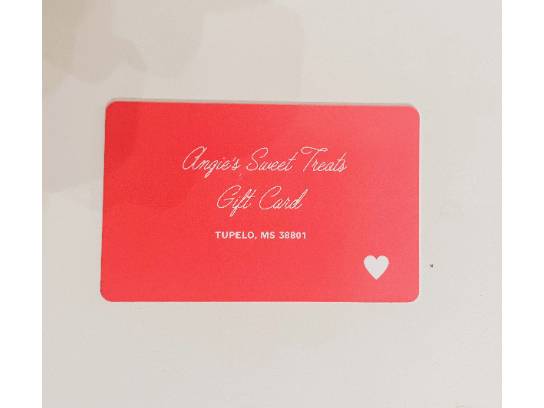 Angie's Sweet Treats
Gift Card
TUPELO, MS 38801